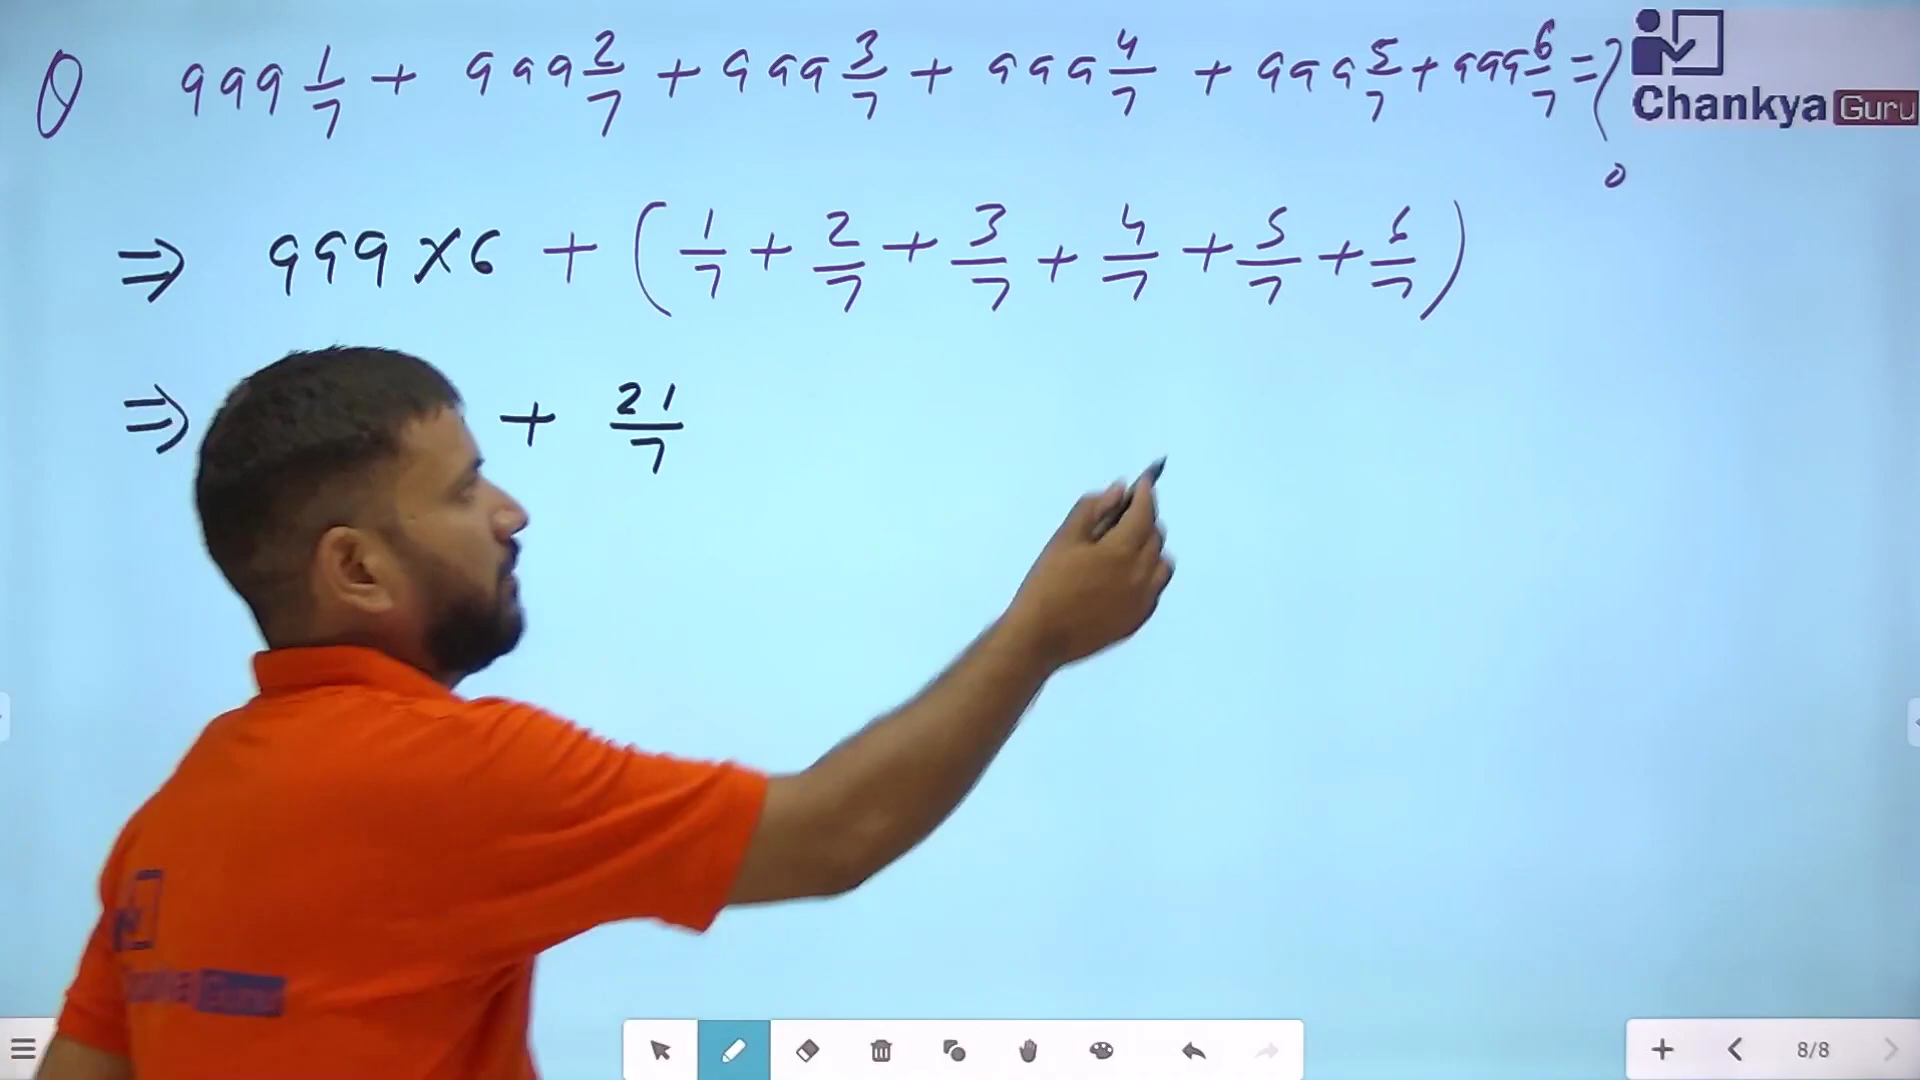 Q 999 1/7 + 999 2/7 + 999 3/7 + 999 4/7 + 999 5/7 + 999 6/7 = ?
Chankya Guru
⇒ 999 × 6 + ( 1/7 + 2/7 + 3/7 + 4/7 + 5/7 + 6/7 )
⇒ + 21/7
Guru
8/8